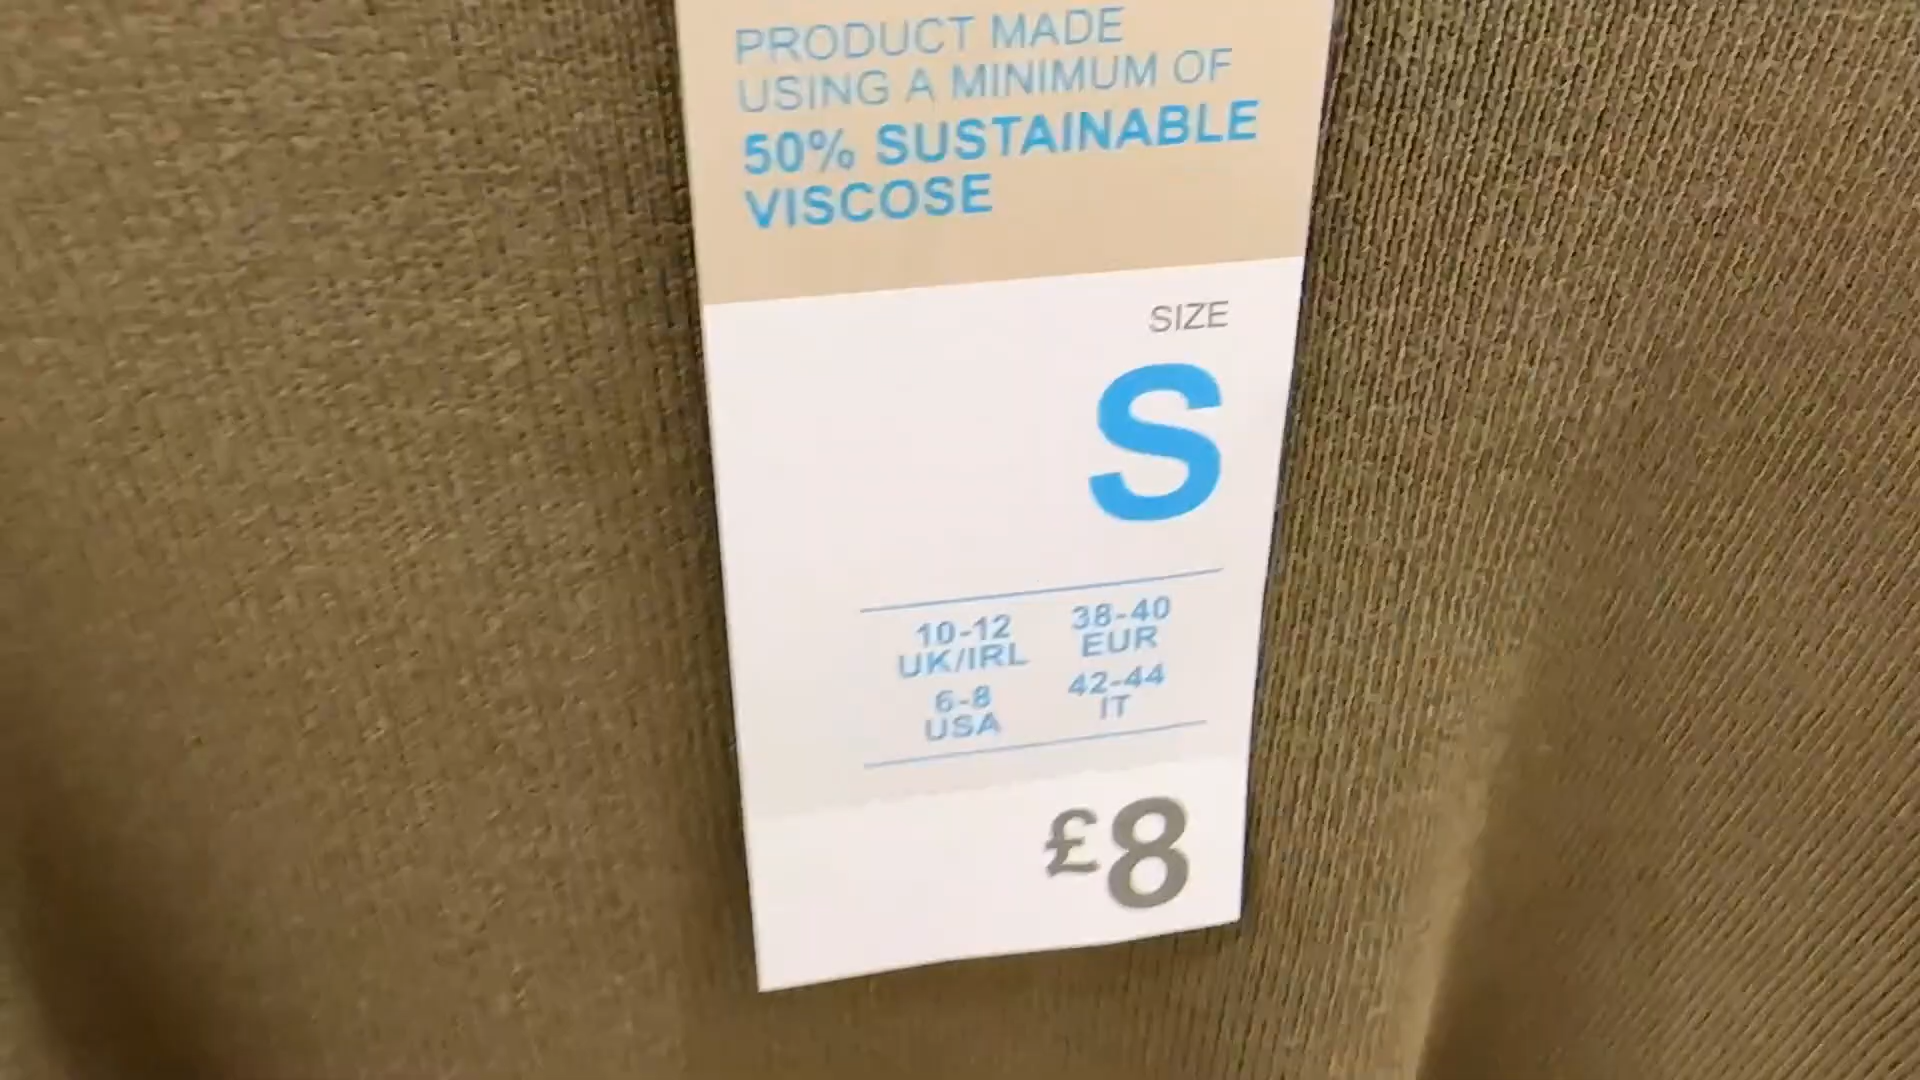 PRODUCT MADE
USING A MINIMUM OF
50% SUSTAINABLE
VISCOSE
SIZE
S
10-12 38-40
UK/IRL EUR
6-8 42-44
USA IT
£8